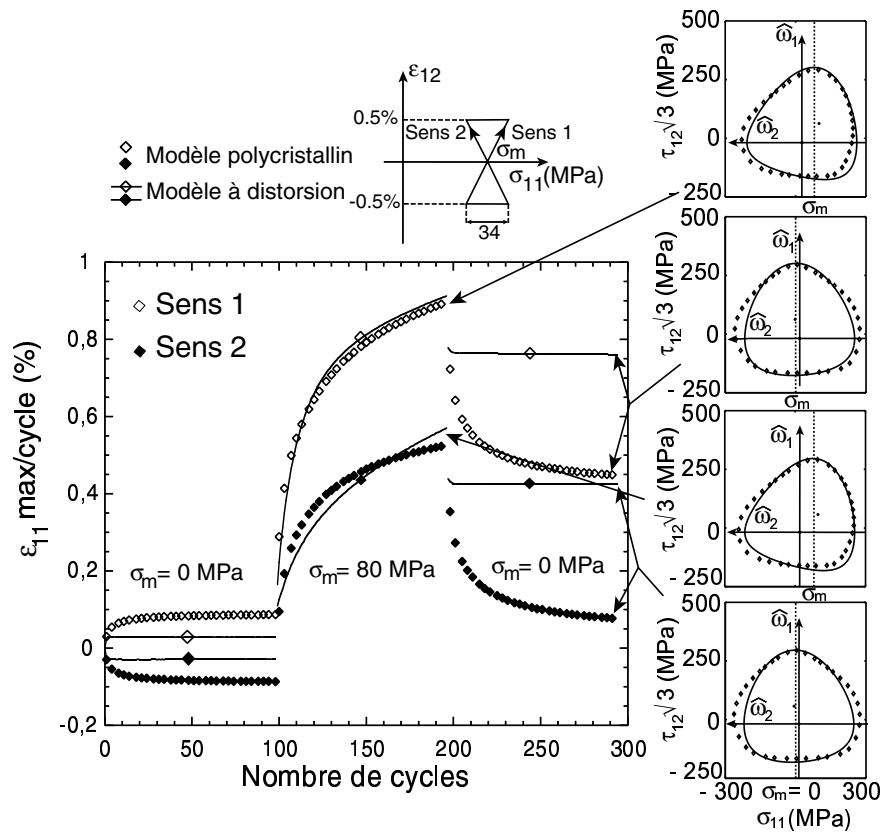 ε12
0.5%
Sens 2
Sens 1
σm
σ11(MPa)
-0.5%
34
Modèle polycristallin
Modèle à distorsion
Sens 1
Sens 2
ε11 max/cycle (%)
1
0,8
0,6
0,4
0,2
0
-0,2
σm= 0 MPa
σm= 80 MPa
σm= 0 MPa
0
50
100
150
200
250
300
Nombre de cycles
τ12√3 (MPa)
500
250
0
250
ω̂1
ω̂2
σm
τ12√3 (MPa)
500
250
0
- 250
ω̂1
ω̂2
σm
τ12√3 (MPa)
500
250
0
- 250
ω̂1
ω̂2
σm
τ12√3 (MPa)
500
250
0
- 250
ω̂1
ω̂2
- 300 σm= 0 300
σ11(MPa)